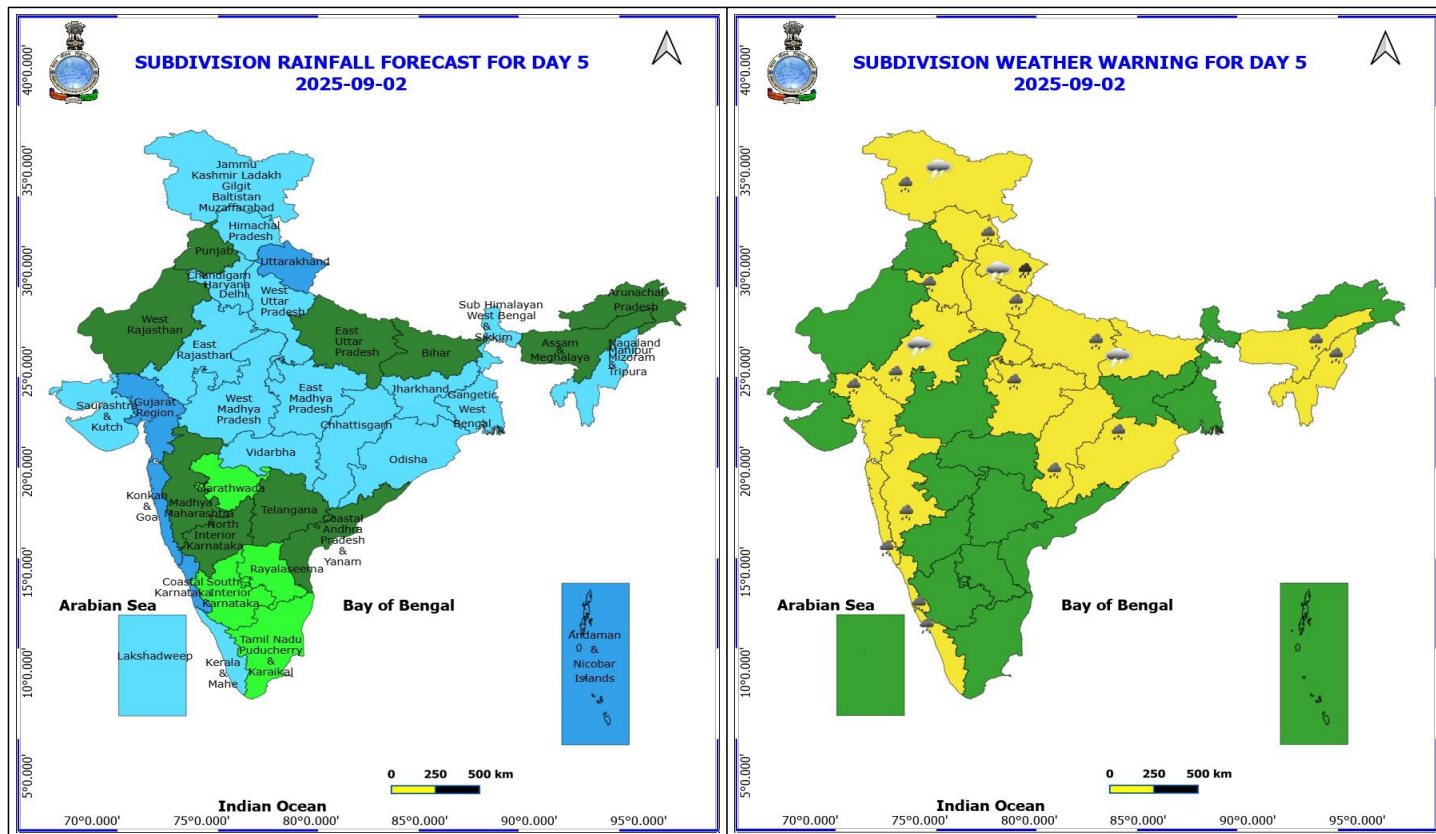 SUBDIVISION RAINFALL FORECAST FOR DAY 5
2025-09-02
40°0.000'
35°0.000'
30°0.000'
25°0.000'
20°0.000'
15°0.000'
10°0.000'
5°0.000'
Jammu
Kashmir Ladakh
Gilgit
Baltistan
Muzaffarabad
Himachal
Pradesh
Punjab
Uttarakhand
Chandigarh
Haryana
Delhi
West
Uttar
Pradesh
West
Rajasthan
East
Rajasthan
East
Uttar
Pradesh
Bihar
Sub Himalayan
West Bengal
&
Sikkim
Arunachal
Pradesh
Assam
&
Meghalaya
Nagaland
Manipur
Mizoram
&
Tripura
Saurashtra
&
Kutch
Gujarat
Region
West
Madhya
Pradesh
East
Madhya
Pradesh
Jharkhand
Gangetic
West
Bengal
Chhattisgarh
Vidarbha
Odisha
Konkan
&
Goa
Madhya
Maharashtra
Marathwada
North
Interior
Karnataka
Telangana
Coastal
Andhra
Pradesh
&
Yanam
Rayalaseema
Coastal
Karnataka
South
Interior
Karnataka
Tamil Nadu
Puducherry
&
Karaikal
Kerala
&
Mahe
Arabian Sea
Bay of Bengal
Lakshadweep
Andaman
&
Nicobar
Islands
0 250 500 km
Indian Ocean
70°0.000' 75°0.000' 80°0.000' 85°0.000' 90°0.000' 95°0.000'
SUBDIVISION WEATHER WARNING FOR DAY 5
2025-09-02
40°0.000'
35°0.000'
30°0.000'
25°0.000'
20°0.000'
15°0.000'
10°0.000'
5°0.000'
Arabian Sea
Bay of Bengal
0 250 500 km
Indian Ocean
70°0.000' 75°0.000' 80°0.000' 85°0.000' 90°0.000' 95°0.000'